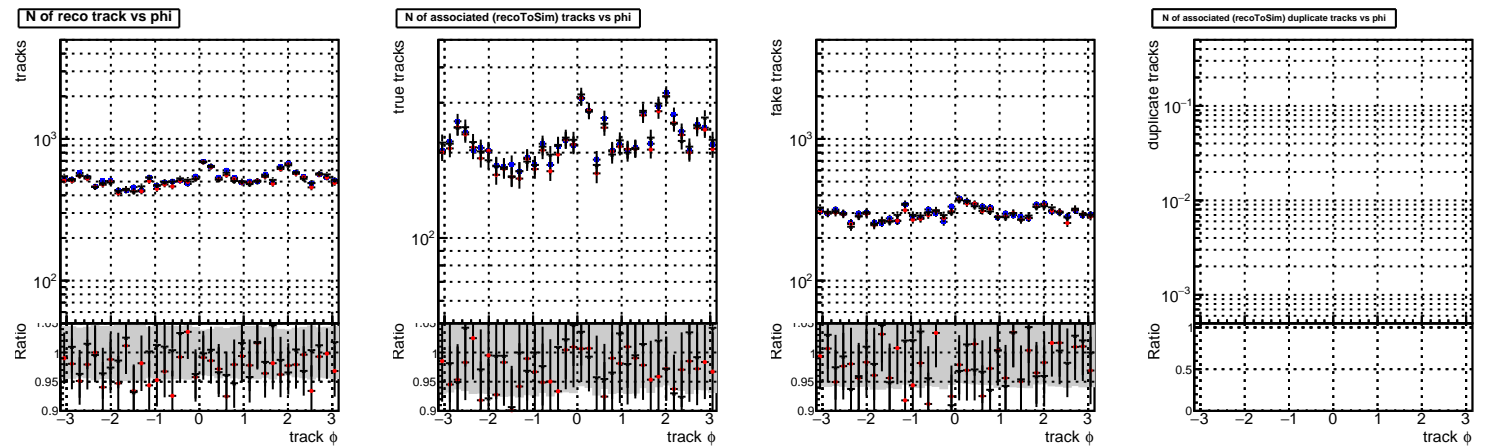 N of reco track vs phi
tracks
10³
10²
Ratio
1.05
1
0.95
0.9
−3 −2 −1 0 1 2 3
track ϕ
N of associated (recoToSim) tracks vs phi
true tracks
10²
Ratio
1.05
1
0.95
0.9
−3 −2 −1 0 1 2 3
track ϕ
fake tracks
10³
10²
Ratio
1.05
1
0.95
0.9
−3 −2 −1 0 1 2 3
track ϕ
N of associated (recoToSim) duplicate tracks vs phi
duplicate tracks
10⁻¹
10⁻²
10⁻³
Ratio
1
0.5
0
−3 −2 −1 0 1 2 3
track ϕ